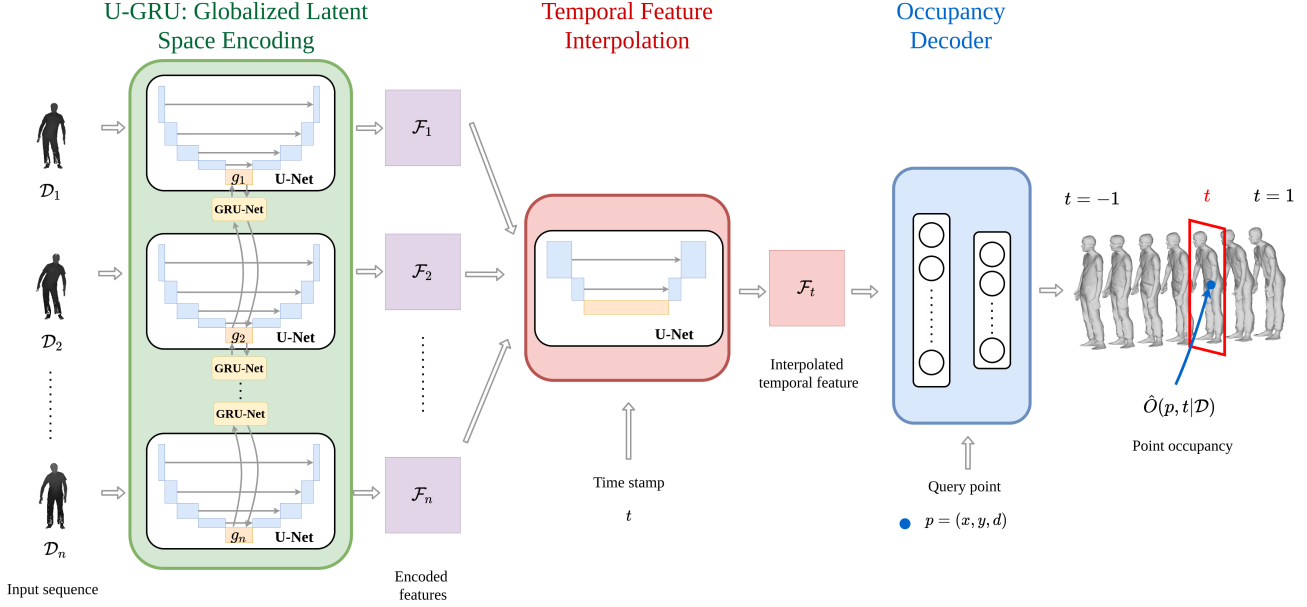 U-GRU: Globalized Latent
Space Encoding
Temporal Feature
Interpolation
Occupancy
Decoder
𝒟₁
U-Net
g₁
GRU-Net
ℱ₁
𝒟₂
U-Net
g₂
GRU-Net
ℱ₂
GRU-Net
𝒟ₙ
U-Net
gₙ
ℱₙ
Input sequence
Encoded
features
U-Net
Time stamp
t
ℱₜ
Interpolated
temporal feature
Query point
p = (x, y, d)
t = −1
t
t = 1
Ô(p, t|𝒟)
Point occupancy